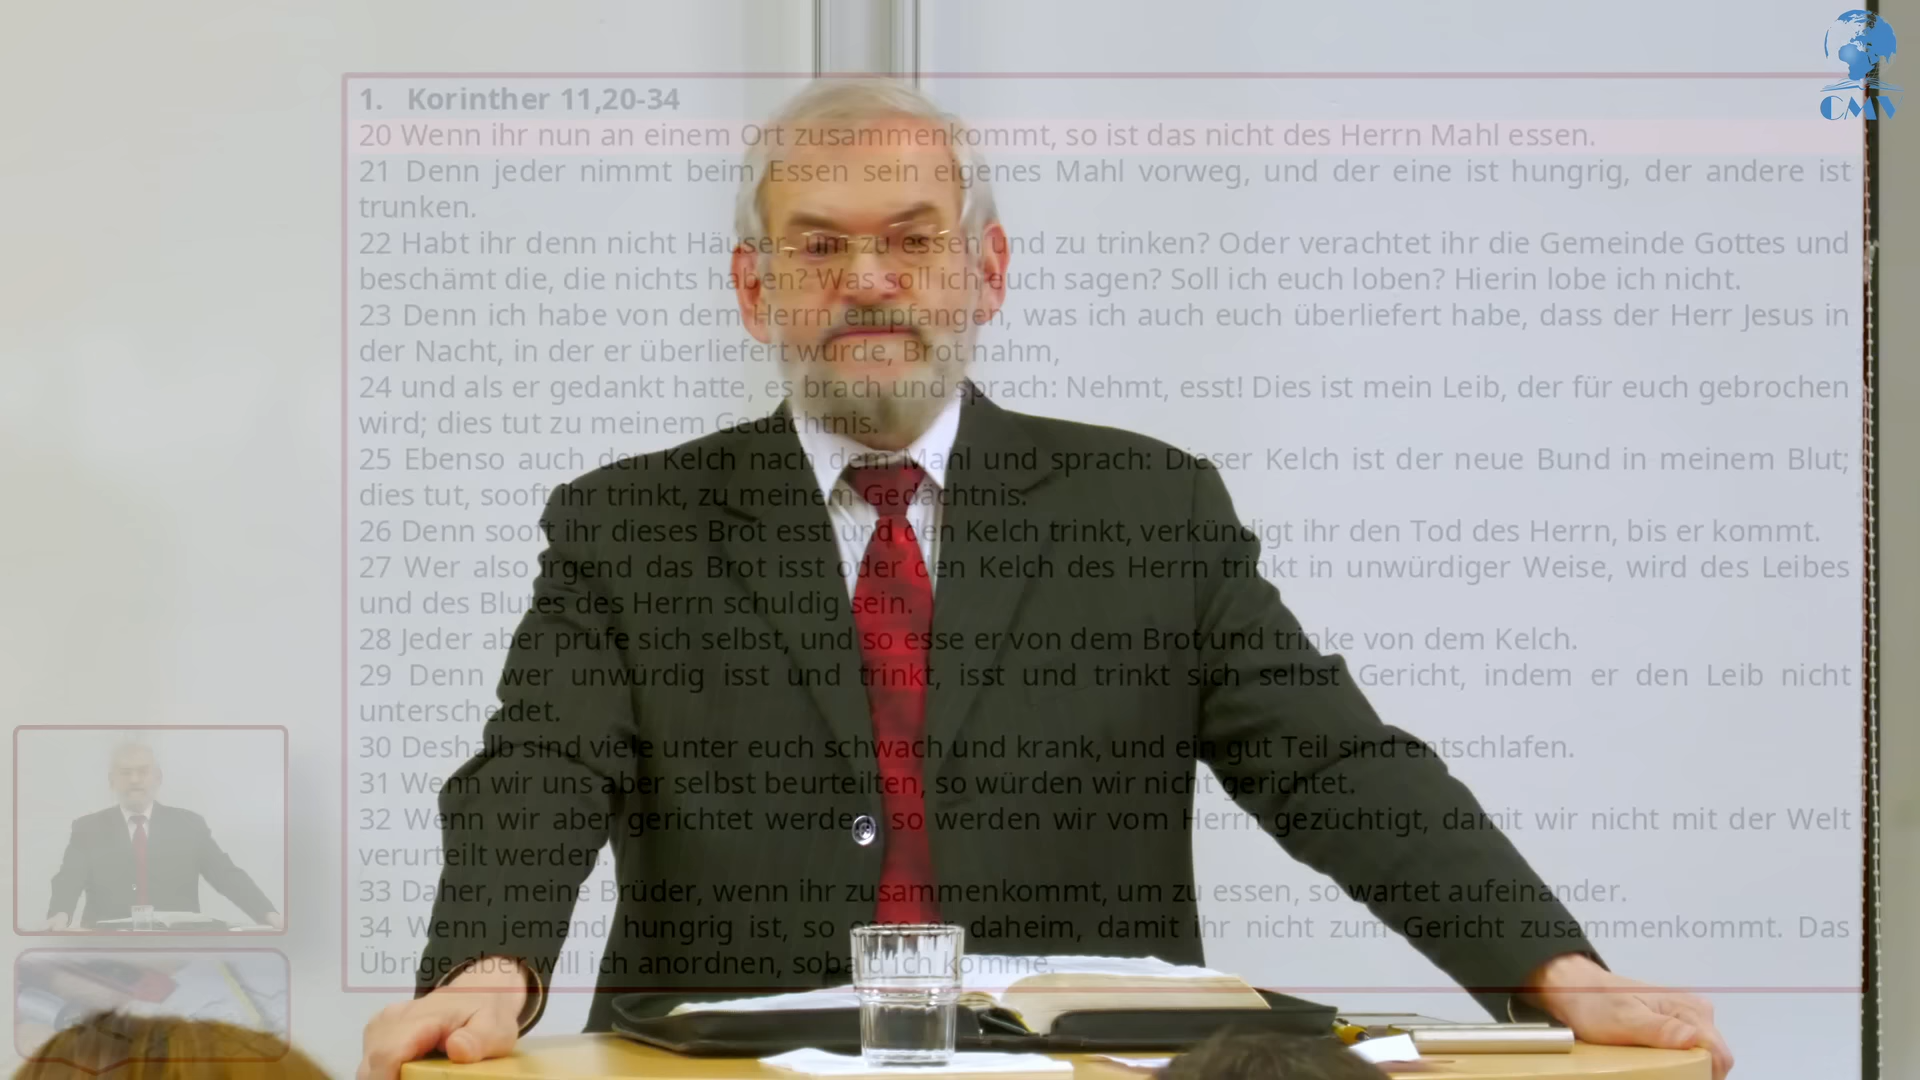 1. Korinther 11,20-34
20 Wenn ihr nun an einem Ort zusammenkommt, so ist das nicht des Herrn Mahl essen.
21 Denn jeder nimmt beim Essen sein eigenes Mahl vorweg, und der eine ist hungrig, der andere ist
trunken.
22 Habt ihr denn nicht Häuser, um zu essen und zu trinken? Oder verachtet ihr die Gemeinde Gottes und
beschämt die, die nichts haben? Was soll ich euch sagen? Soll ich euch loben? Hierin lobe ich nicht.
23 Denn ich habe von dem Herrn empfangen, was ich auch euch überliefert habe, dass der Herr Jesus in
der Nacht, in der er überliefert wurde, Brot nahm,
24 und als er gedankt hatte, es brach und sprach: Nehmt, esst! Dies ist mein Leib, der für euch gebrochen
wird; dies tut zu meinem Gedächtnis.
25 Ebenso auch den Kelch nach dem Mahl und sprach: Dieser Kelch ist der neue Bund in meinem Blut;
dies tut, sooft ihr trinkt, zu meinem Gedächtnis.
26 Denn sooft ihr dieses Brot esst und den Kelch trinkt, verkündigt ihr den Tod des Herrn, bis er kommt.
27 Wer also irgend das Brot isst oder den Kelch des Herrn trinkt in unwürdiger Weise, wird des Leibes
und des Blutes des Herrn schuldig sein.
28 Jeder aber prüfe sich selbst, und so esse er von dem Brot und trinke von dem Kelch.
29 Denn wer unwürdig isst und trinkt, isst und trinkt sich selbst Gericht, indem er den Leib nicht
unterscheidet.
30 Deshalb sind viele unter euch schwach und krank, und ein gut Teil sind entschlafen.
31 Wenn wir uns aber selbst beurteilten, so würden wir nicht gerichtet.
32 Wenn wir aber gerichtet werden, so werden wir vom Herrn gezüchtigt, damit wir nicht mit der Welt
verurteilt werden.
33 Daher, meine Brüder, wenn ihr zusammenkommt, um zu essen, so wartet aufeinander.
34 Wenn jemand hungrig ist, so daheim, damit ihr nicht zum Gericht zusammenkommt. Das
Übrige aber will ich anordnen, sobald ich komme.
CMV